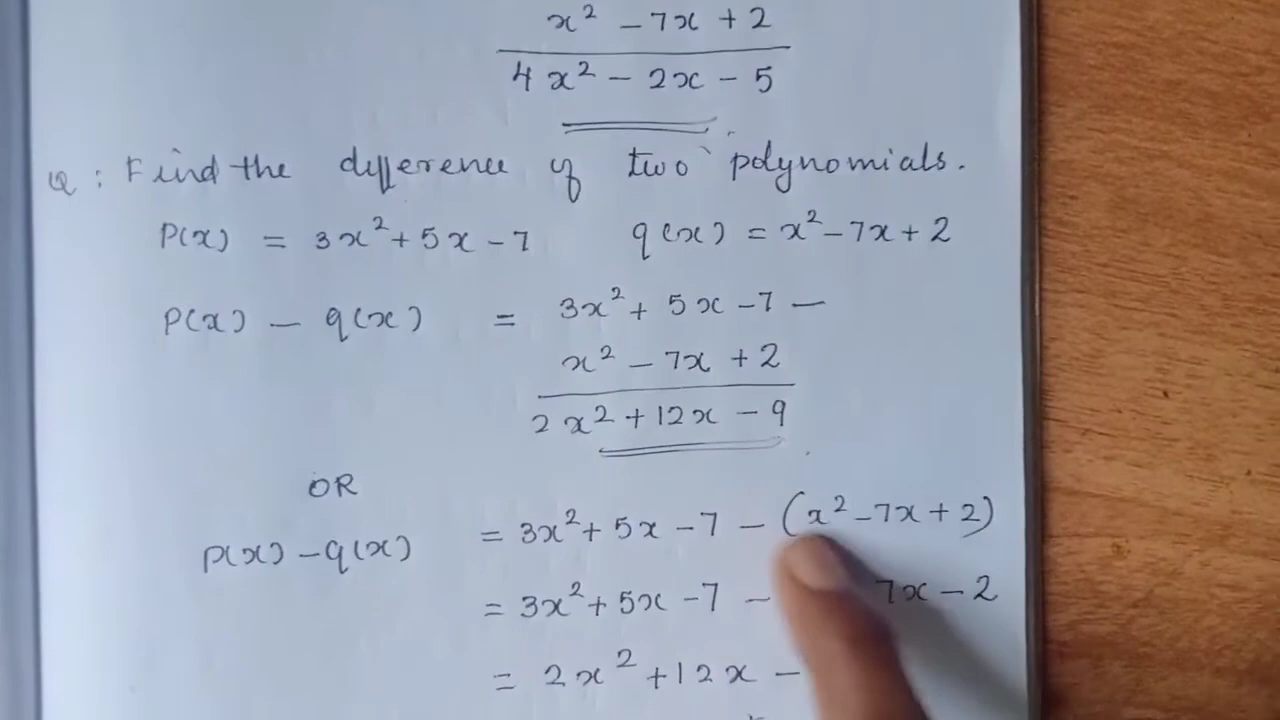 x² - 7x + 2
4x² - 2x - 5
Q: Find the difference of two polynomials.
P(x) = 3x² + 5x - 7 q(x) = x² - 7x + 2
P(x) - q(x) = 3x² + 5x - 7 -
x² - 7x + 2
2x² + 12x - 9
OR
p(x) - q(x) = 3x² + 5x - 7 - (x² - 7x + 2)
= 3x² + 5x - 7 - 7x - 2
= 2x² + 12x -